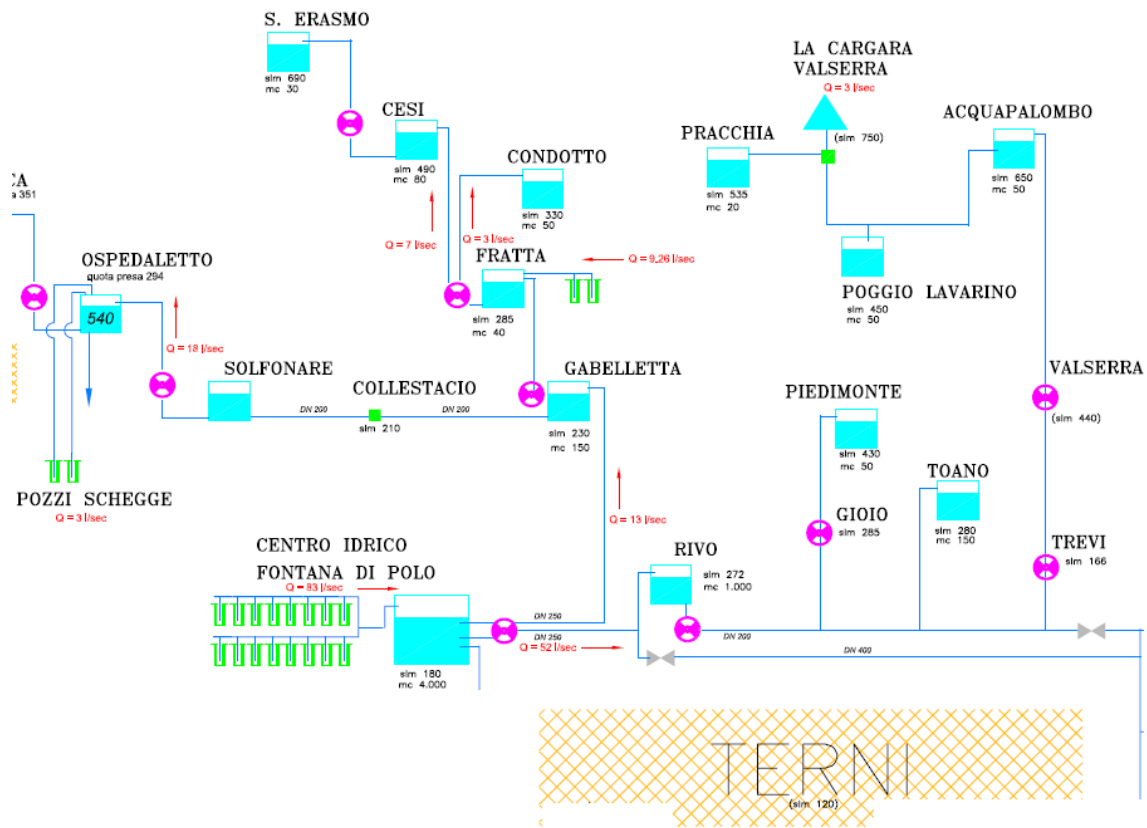 S. ERASMO
slm 690
mc 30
CESI
slm 490
mc 80
CONDOTTO
slm 330
mc 50
Q = 7 l/sec
Q = 3 l/sec
FRATTA
slm 285
mc 40
Q = 9,26 l/sec
LA CARGARA
VALSERRA
Q = 3 l/sec
(slm 750)
PRACCHIA
slm 535
mc 20
ACQUAPALOMBO
slm 650
mc 50
POGGIO LAVARINO
slm 450
mc 50
CA
a 351
OSPEDALETTO
quota presa 294
540
Q = 18 l/sec
SOLFONARE
DN 200
COLLESTACIO
slm 210
DN 200
GABELLETTA
slm 230
mc 150
PIEDIMONTE
slm 430
mc 50
VALSERRA
(slm 440)
TOANO
slm 280
mc 150
GIOIO
slm 285
TREVI
slm 166
POZZI SCHEGGE
Q = 3 l/sec
Q = 13 l/sec
CENTRO IDRICO
FONTANA DI POLO
Q = 83 l/sec
slm 180
mc 4.000
DN 250
DN 250
Q = 52 l/sec
RIVO
slm 272
mc 1.000
DN 200
DN 400
TERNI
(slm 120)